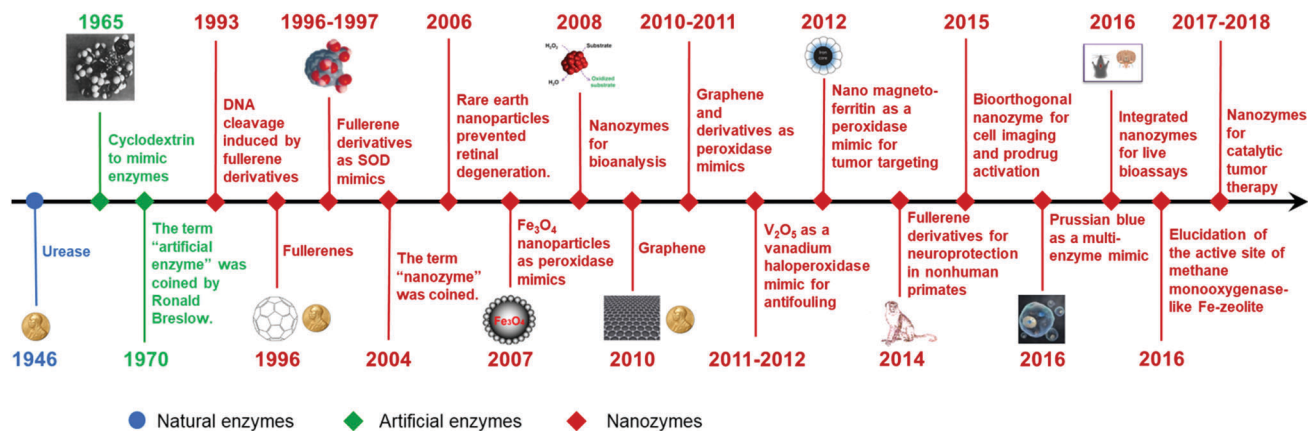 1965
1993
1996-1997
2006
2008
2010-2011
2012
2015
2016
2017-2018
H2O2
Substrate
H2O
Oxidized
substrate
Cyclodextrin
to mimic
enzymes
DNA
cleavage
induced by
fullerene
derivatives
Fullerene
derivatives
as SOD
mimics
Rare earth
nanoparticles
prevented
retinal
degeneration.
Nanozymes
for
bioanalysis
Graphene
and
derivatives as
peroxidase
mimics
Nano magneto-
ferritin as a
peroxidase
mimic for
tumor targeting
Bioorthogonal
nanozyme for
cell imaging
and prodrug
activation
Integrated
nanozymes
for live
bioassays
Nanozymes
for
catalytic
tumor
therapy
Urease
The term
“artificial
enzyme” was
coined by
Ronald
Breslow.
Fullerenes
The term
“nanozyme”
was coined.
Fe₃O₄
nanoparticles
as peroxidase
mimics
Fe₃O₄
Graphene
V₂O₅ as a
vanadium
haloperoxidase
mimic for
antifouling
Fullerene
derivatives for
neuroprotection
in nonhuman
primates
Prussian blue
as a multi-
enzyme mimic
Elucidation of
the active site of
methane
monooxygenase-
like Fe-zeolite
1946
1970
1996
2004
2007
2010
2011-2012
2014
2016
2016
Natural enzymes
Artificial enzymes
Nanozymes